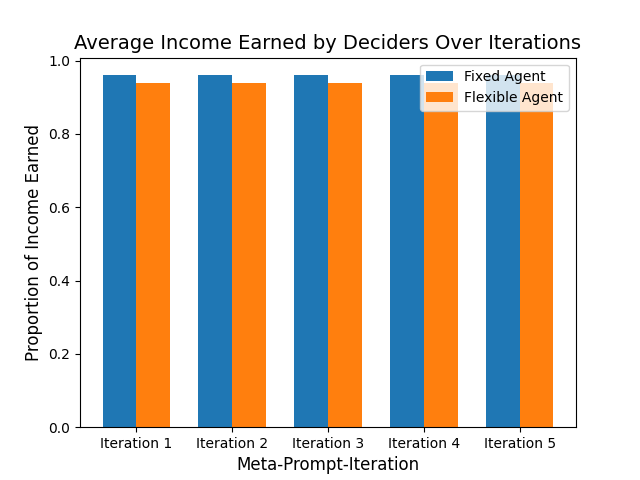 Average Income Earned by Deciders Over Iterations
Fixed Agent
Flexible Agent
Proportion of Income Earned
1.0
0.8
0.6
0.4
0.2
0.0
Iteration 1
Iteration 2
Iteration 3
Iteration 4
Iteration 5
Meta-Prompt-Iteration